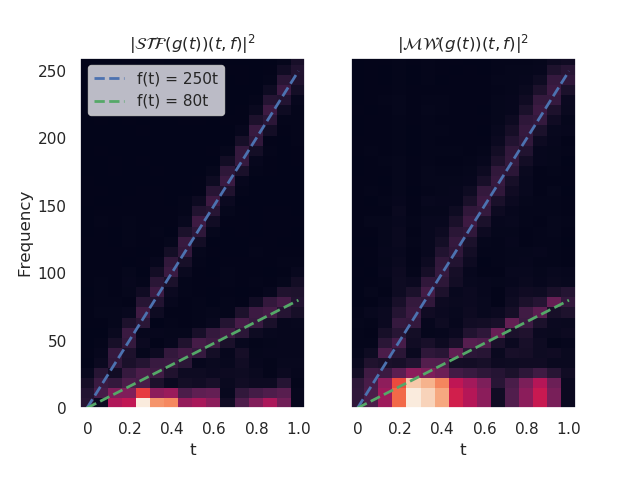 |𝒮𝒯ℱ(g(t))(t, f)|²
|ℳ𝒲(g(t))(t, f)|²
f(t) = 250t
f(t) = 80t
Frequency
250
200
150
100
50
0
0 0.2 0.4 0.6 0.8 1.0
0 0.2 0.4 0.6 0.8 1.0
t
t